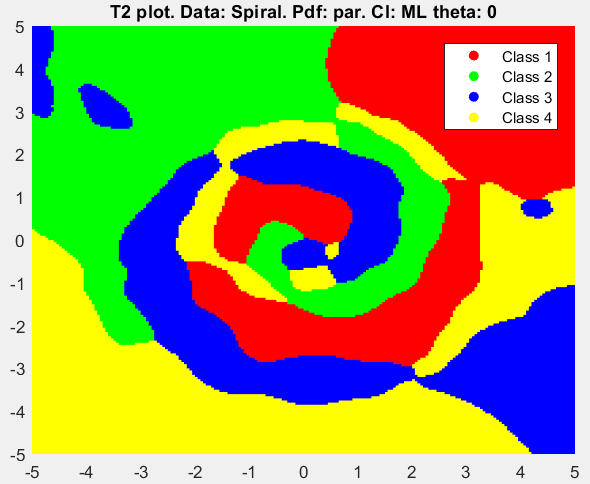 T2 plot. Data: Spiral. Pdf: par. Cl: ML theta: 0
5
4
3
2
1
0
-1
-2
-3
-4
-5
-5 -4 -3 -2 -1 0 1 2 3 4 5
Class 1
Class 2
Class 3
Class 4